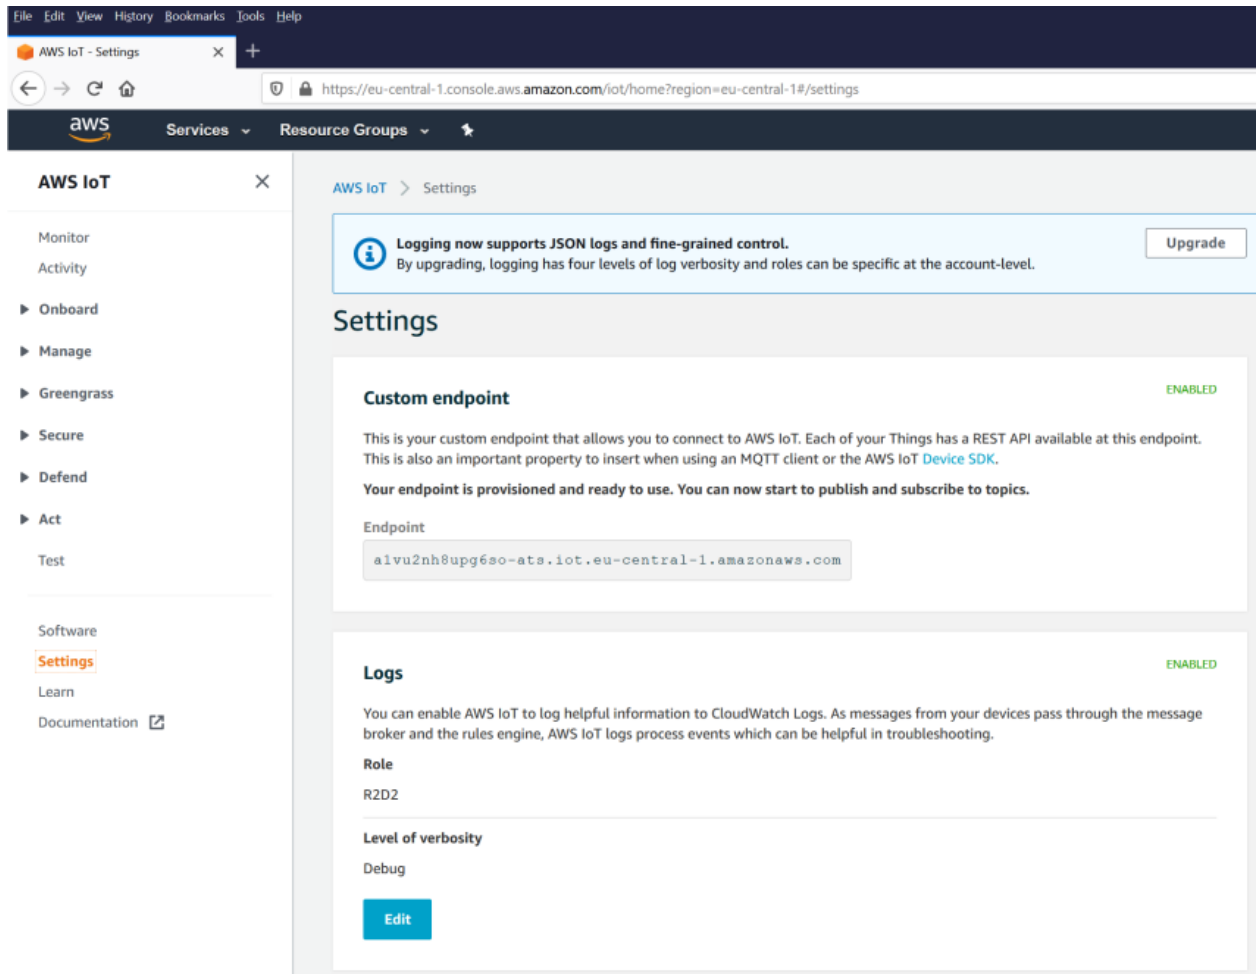 File Edit View History Bookmarks Tools Help
AWS IoT - Settings
https://eu-central-1.console.aws.amazon.com/iot/home?region=eu-central-1#/settings
aws Services Resource Groups
AWS IoT
Monitor
Activity
Onboard
Manage
Greengrass
Secure
Defend
Act
Test
Software
Settings
Learn
Documentation
AWS IoT > Settings
Logging now supports JSON logs and fine-grained control.
By upgrading, logging has four levels of log verbosity and roles can be specific at the account-level.
Upgrade
Settings
Custom endpoint
ENABLED
This is your custom endpoint that allows you to connect to AWS IoT. Each of your Things has a REST API available at this endpoint.
This is also an important property to insert when using an MQTT client or the AWS IoT Device SDK.
Your endpoint is provisioned and ready to use. You can now start to publish and subscribe to topics.
Endpoint
a1vu2nh8upg6so-ats.iot.eu-central-1.amazonaws.com
Logs
ENABLED
You can enable AWS IoT to log helpful information to CloudWatch Logs. As messages from your devices pass through the message
broker and the rules engine, AWS IoT logs process events which can be helpful in troubleshooting.
Role
R2D2
Level of verbosity
Debug
Edit